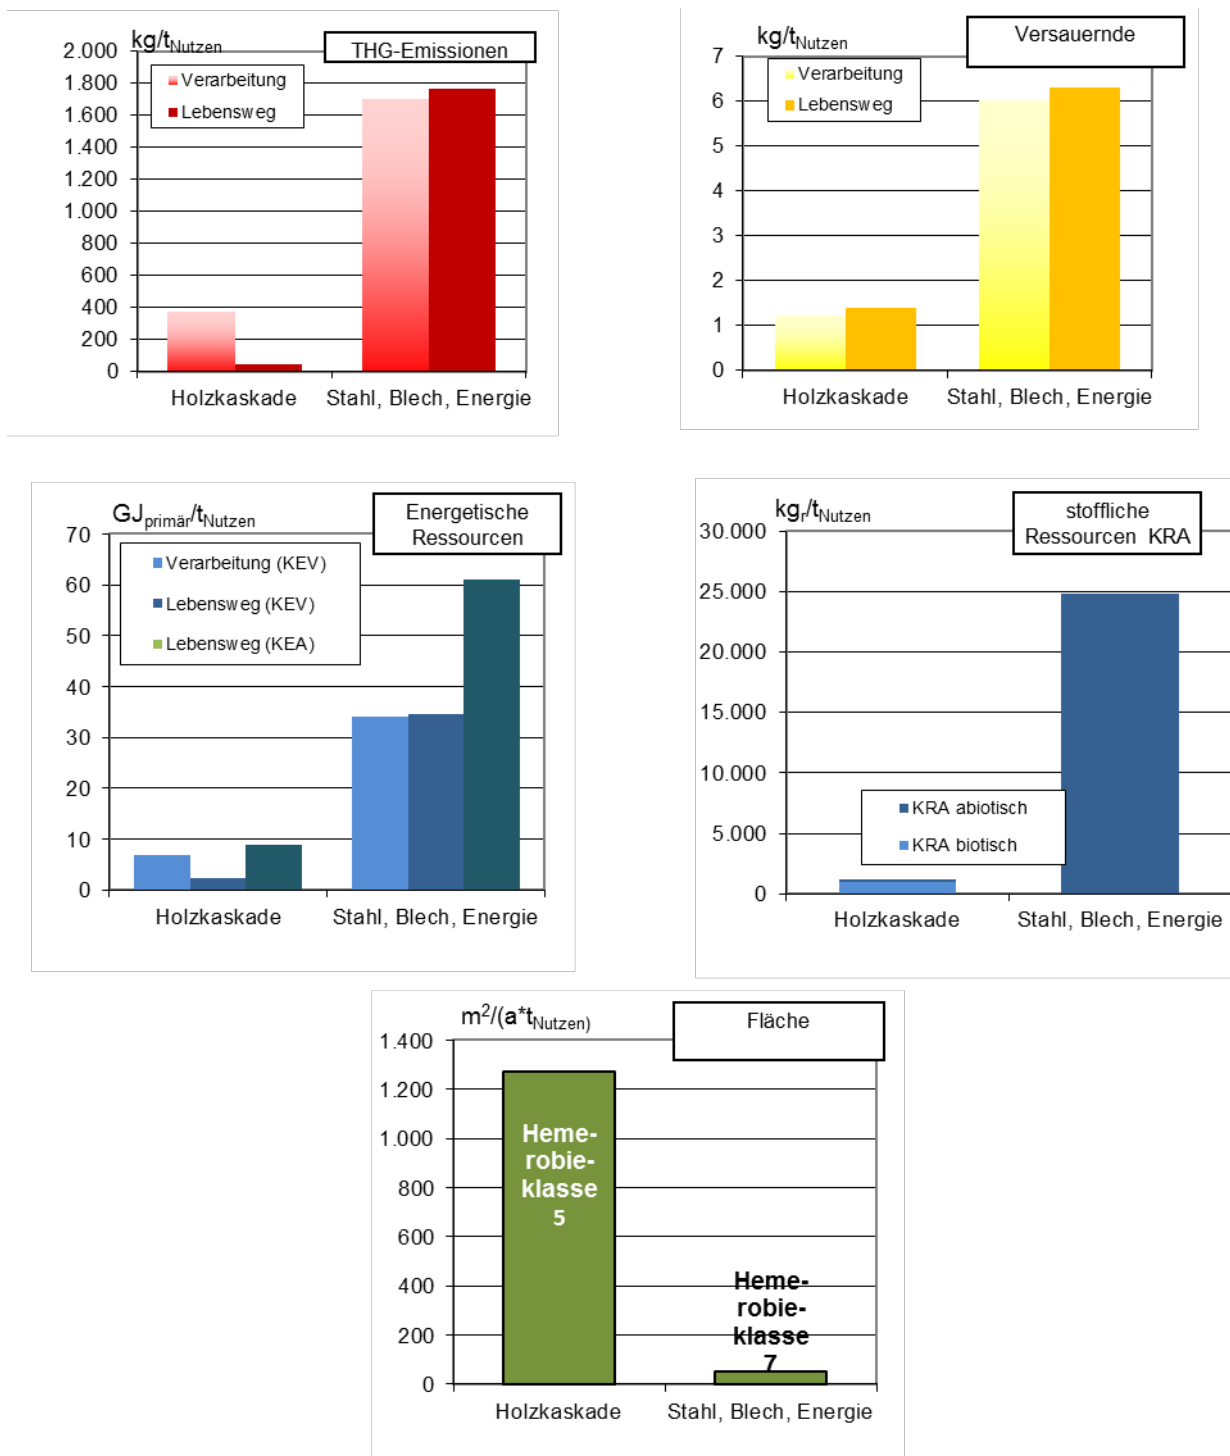 kg/tNutzen
THG-Emissionen
2.000
1.800
1.600
1.400
1.200
1.000
800
600
400
200
0
Verarbeitung
Lebensweg
Holzkaskade
Stahl, Blech, Energie
kg/tNutzen
Versauernde
7
6
5
4
3
2
1
0
Verarbeitung
Lebensweg
Holzkaskade
Stahl, Blech, Energie
GJprimär/tNutzen
Energetische
Ressourcen
70
60
50
40
30
20
10
0
Verarbeitung (KEV)
Lebensweg (KEV)
Lebensweg (KEA)
Holzkaskade
Stahl, Blech, Energie
kgr/tNutzen
stoffliche
Ressourcen KRA
30.000
25.000
20.000
15.000
10.000
5.000
0
KRA abiotisch
KRA biotisch
Holzkaskade
Stahl, Blech, Energie
m²/(a*tNutzen)
Fläche
1.400
1.200
1.000
800
600
400
200
0
Heme-
robie-
klasse
5
Heme-
robie-
klasse
7
Holzkaskade
Stahl, Blech, Energie